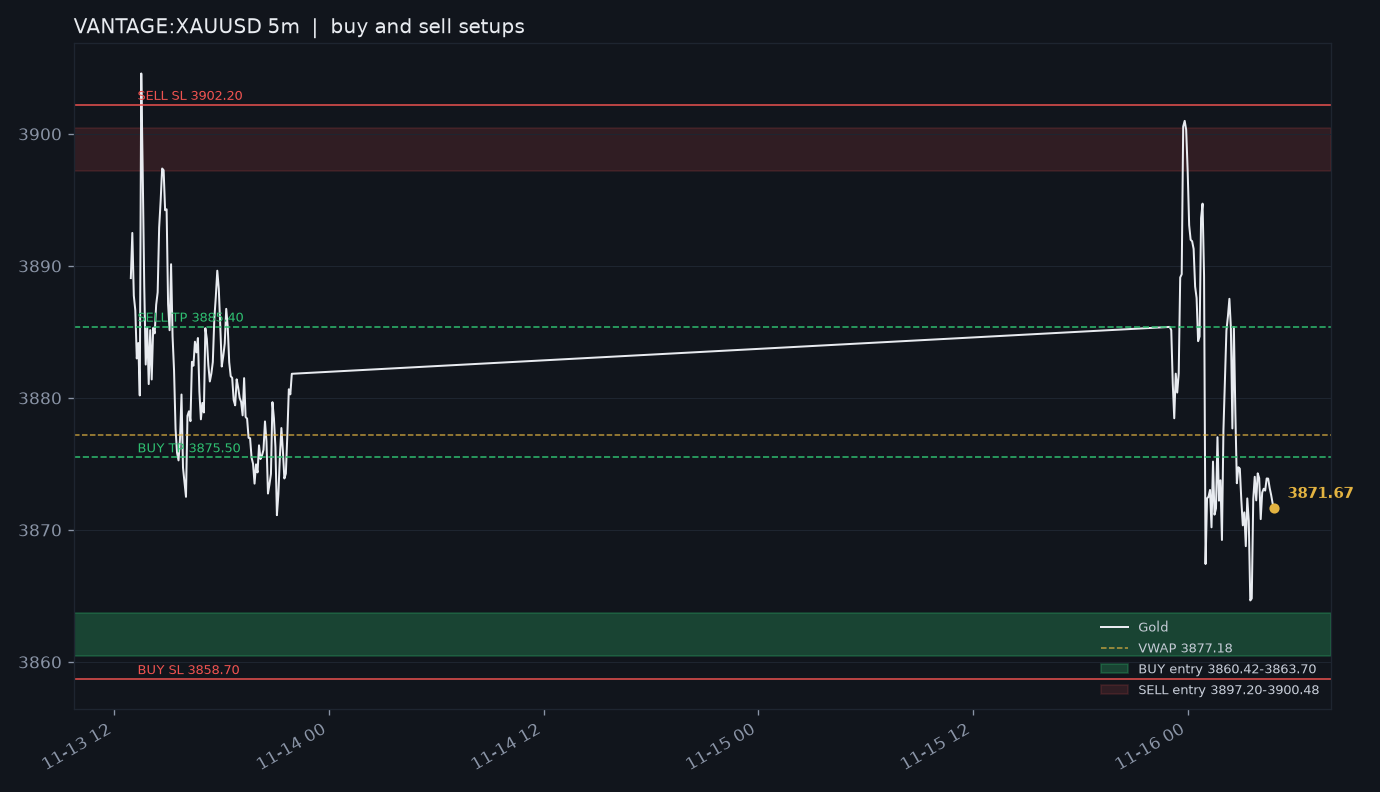 VANTAGE:XAUUSD 5m | buy and sell setups
SELL SL 3902.20
3900
3890
SELL TP 3885.40
3880
BUY TP 3875.50
3871.67
3870
Gold
VWAP 3877.18
BUY entry 3860.42-3863.70
SELL entry 3897.20-3900.48
3860
BUY SL 3858.70
11-13 12
11-14 00
11-14 12
11-15 00
11-15 12
11-16 00